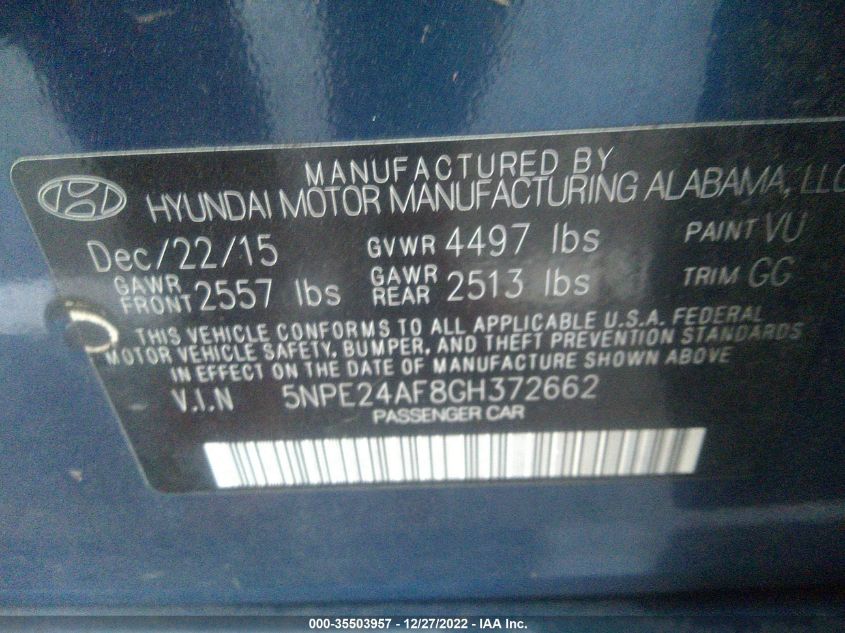 MANUFACTURED BY
HYUNDAI MOTOR MANUFACTURING ALABAMA, LLC
Dec/22/15 GVWR 4497 lbs PAINT VU
GAWR FRONT 2557 lbs GAWR REAR 2513 lbs TRIM GG
THIS VEHICLE CONFORMS TO ALL APPLICABLE U.S.A. FEDERAL
MOTOR VEHICLE SAFETY, BUMPER, AND THEFT PREVENTION STANDARDS
IN EFFECT ON THE DATE OF MANUFACTURE SHOWN ABOVE
V.I.N 5NPE24AF8GH372662
PASSENGER CAR
000-35503957 - 12/27/2022 - IAA Inc.